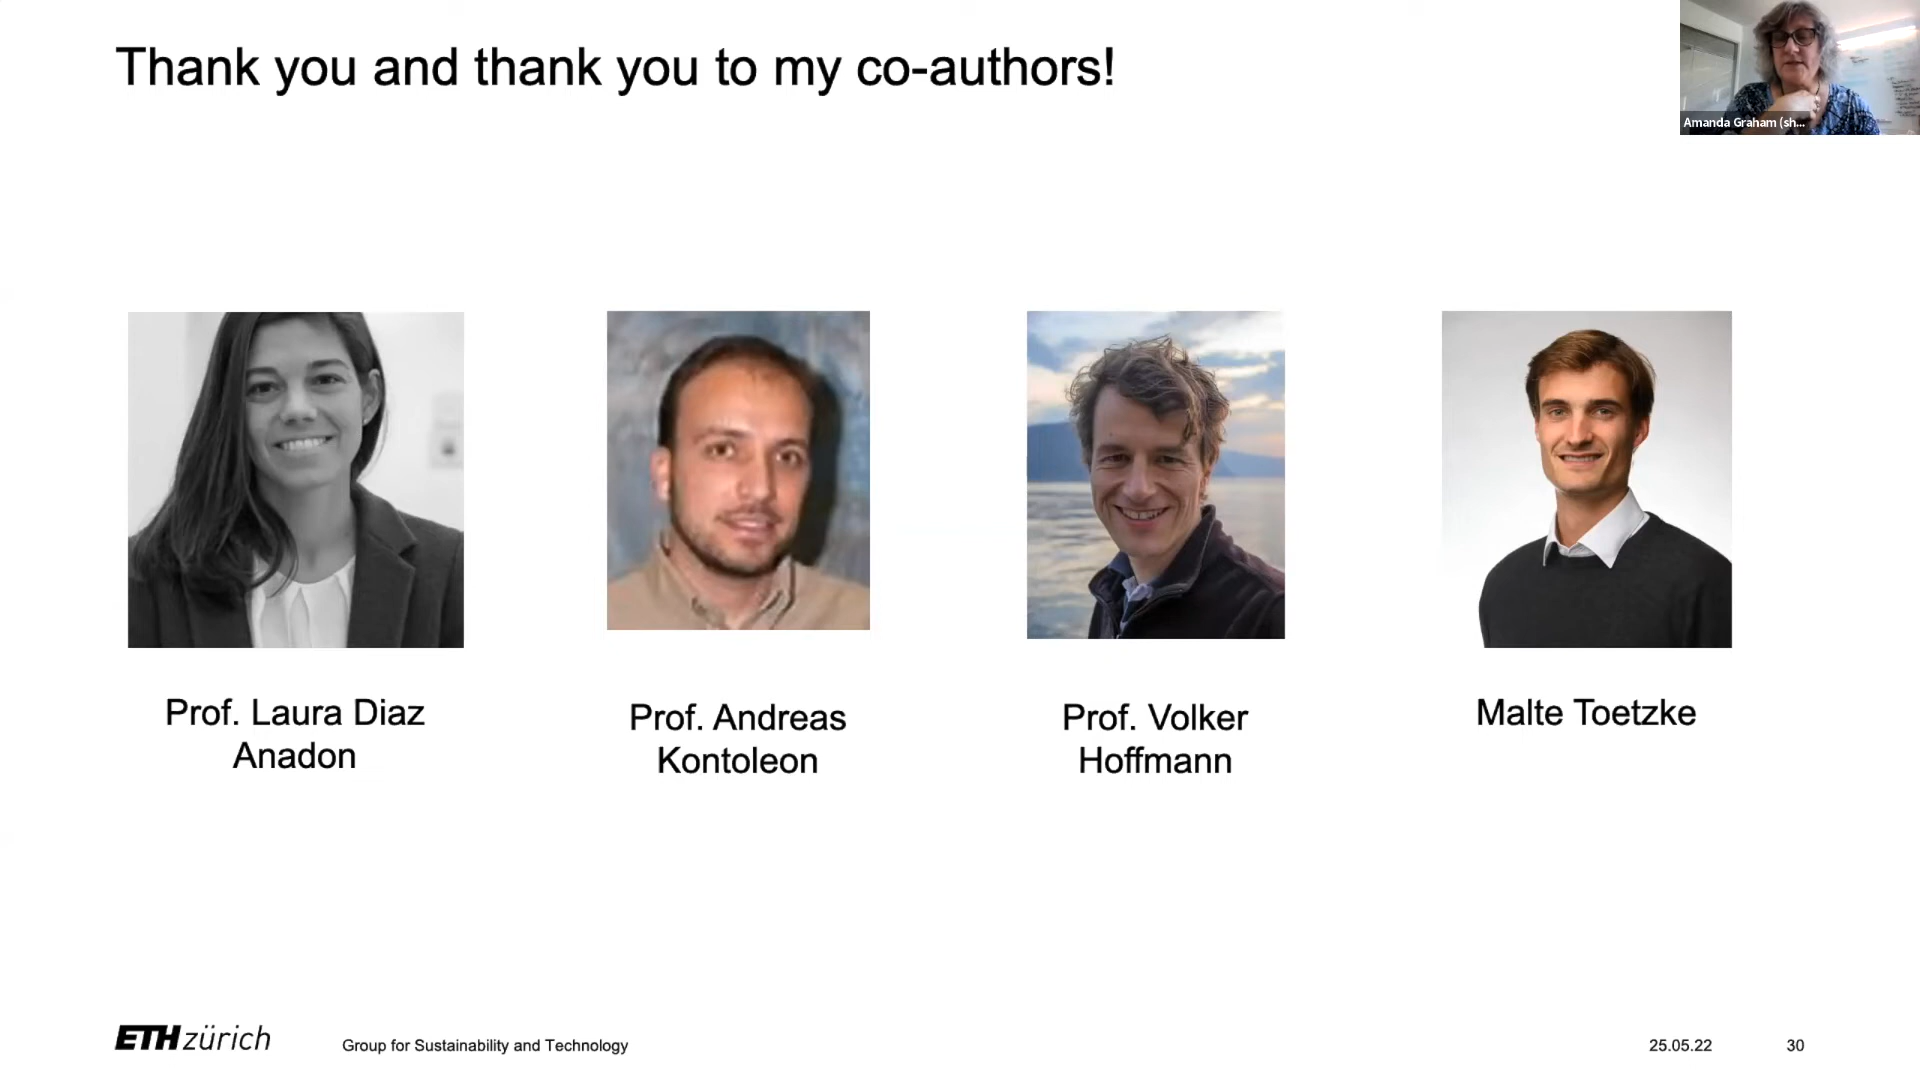 Thank you and thank you to my co-authors!
Amanda Graham (sh...
Prof. Laura Diaz
Anadon
Prof. Andreas
Kontoleon
Prof. Volker
Hoffmann
Malte Toetzke
ETH zürich
Group for Sustainability and Technology
25.05.22
30